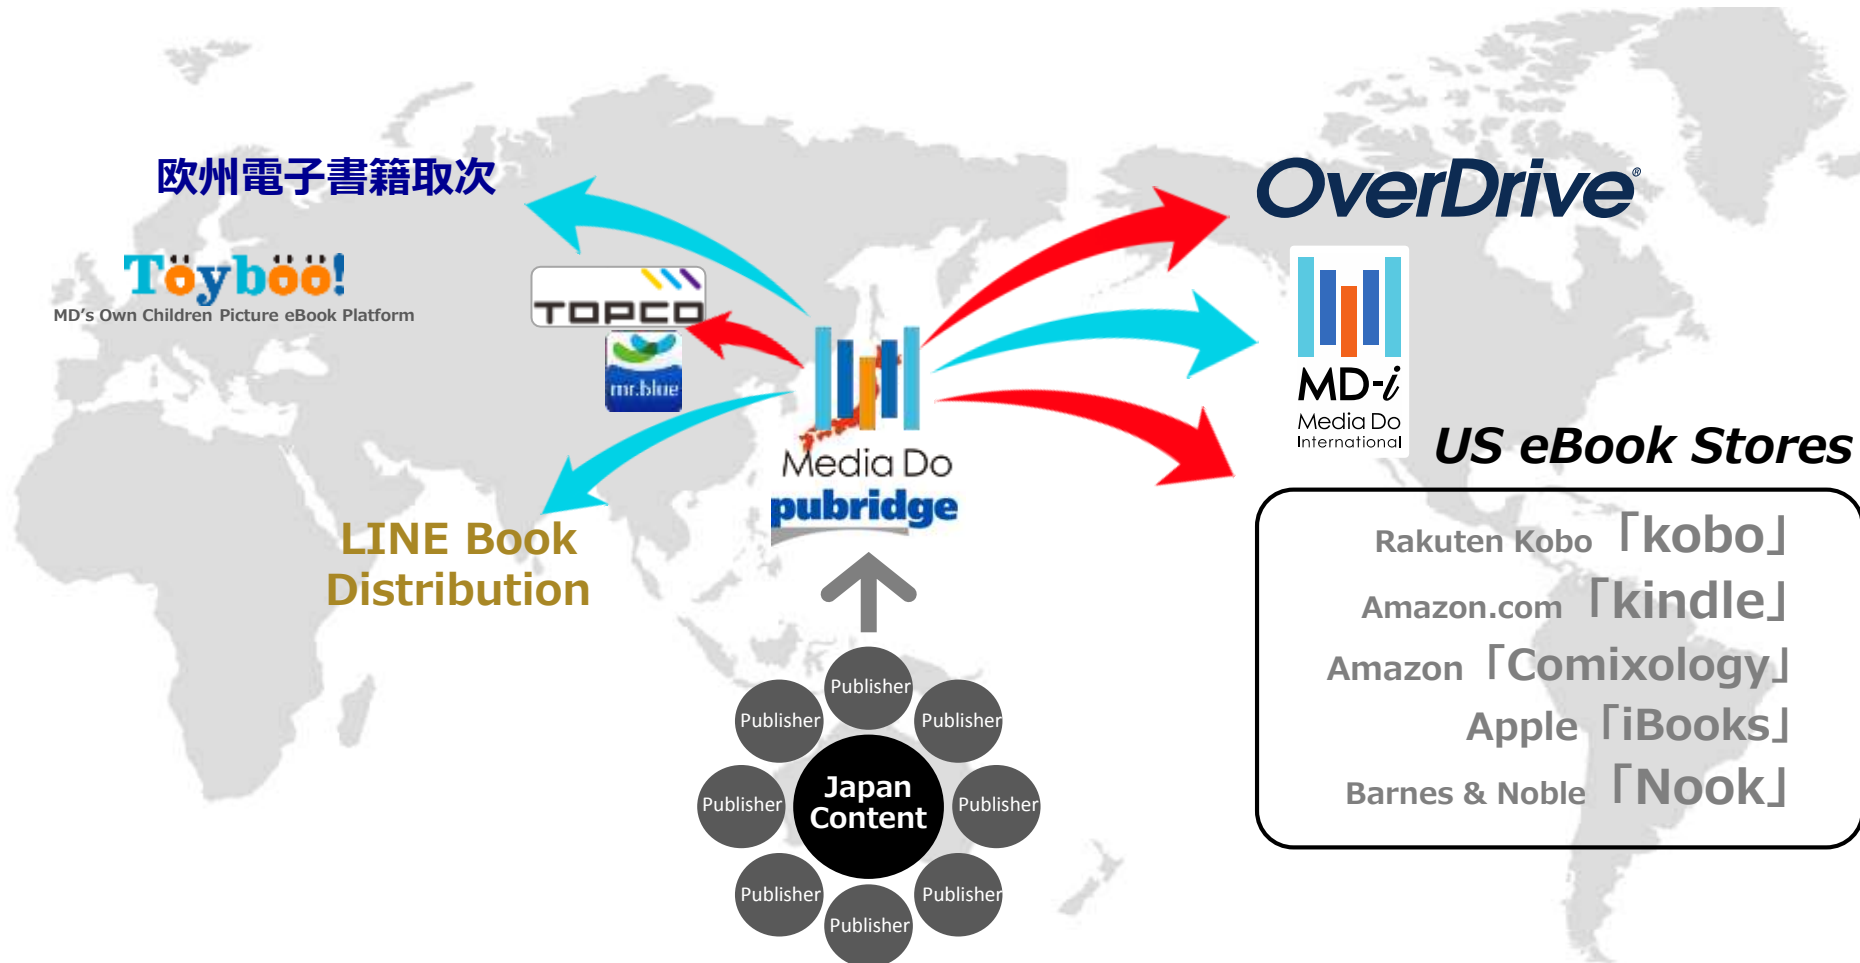 欧州電子書籍取次
Töyböö!
MD's Own Children Picture eBook Platform
TOPCO
mr.blue
LINE Book
Distribution
Media Do
pubridge
OverDrive®
MD-i
Media Do
International
US eBook Stores
Rakuten Kobo「kobo」
Amazon.com「kindle」
Amazon「Comixology」
Apple「iBooks」
Barnes & Noble「Nook」
Publisher
Publisher
Publisher
Publisher
Japan
Content
Publisher
Publisher
Publisher
Publisher